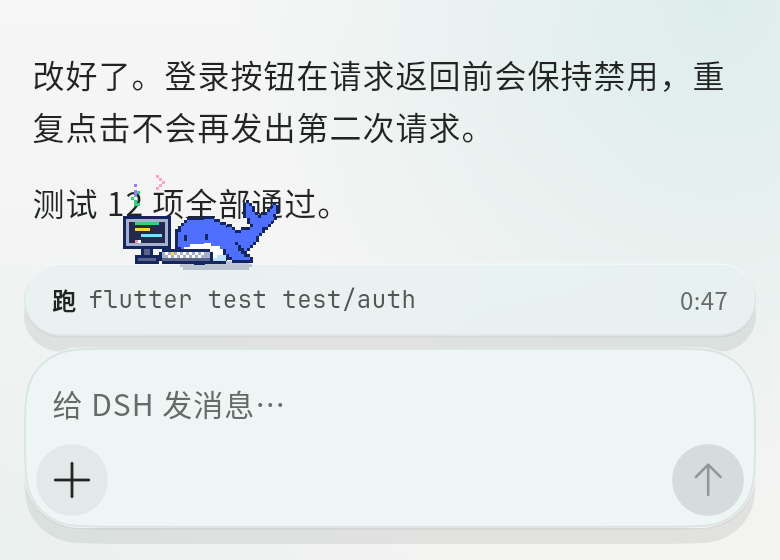 改好了。登录按钮在请求返回前会保持禁用，重
复点击不会再发出第二次请求。
测试 12 项全部通过。
跑 flutter test test/auth 0:47
给 DSH 发消息…